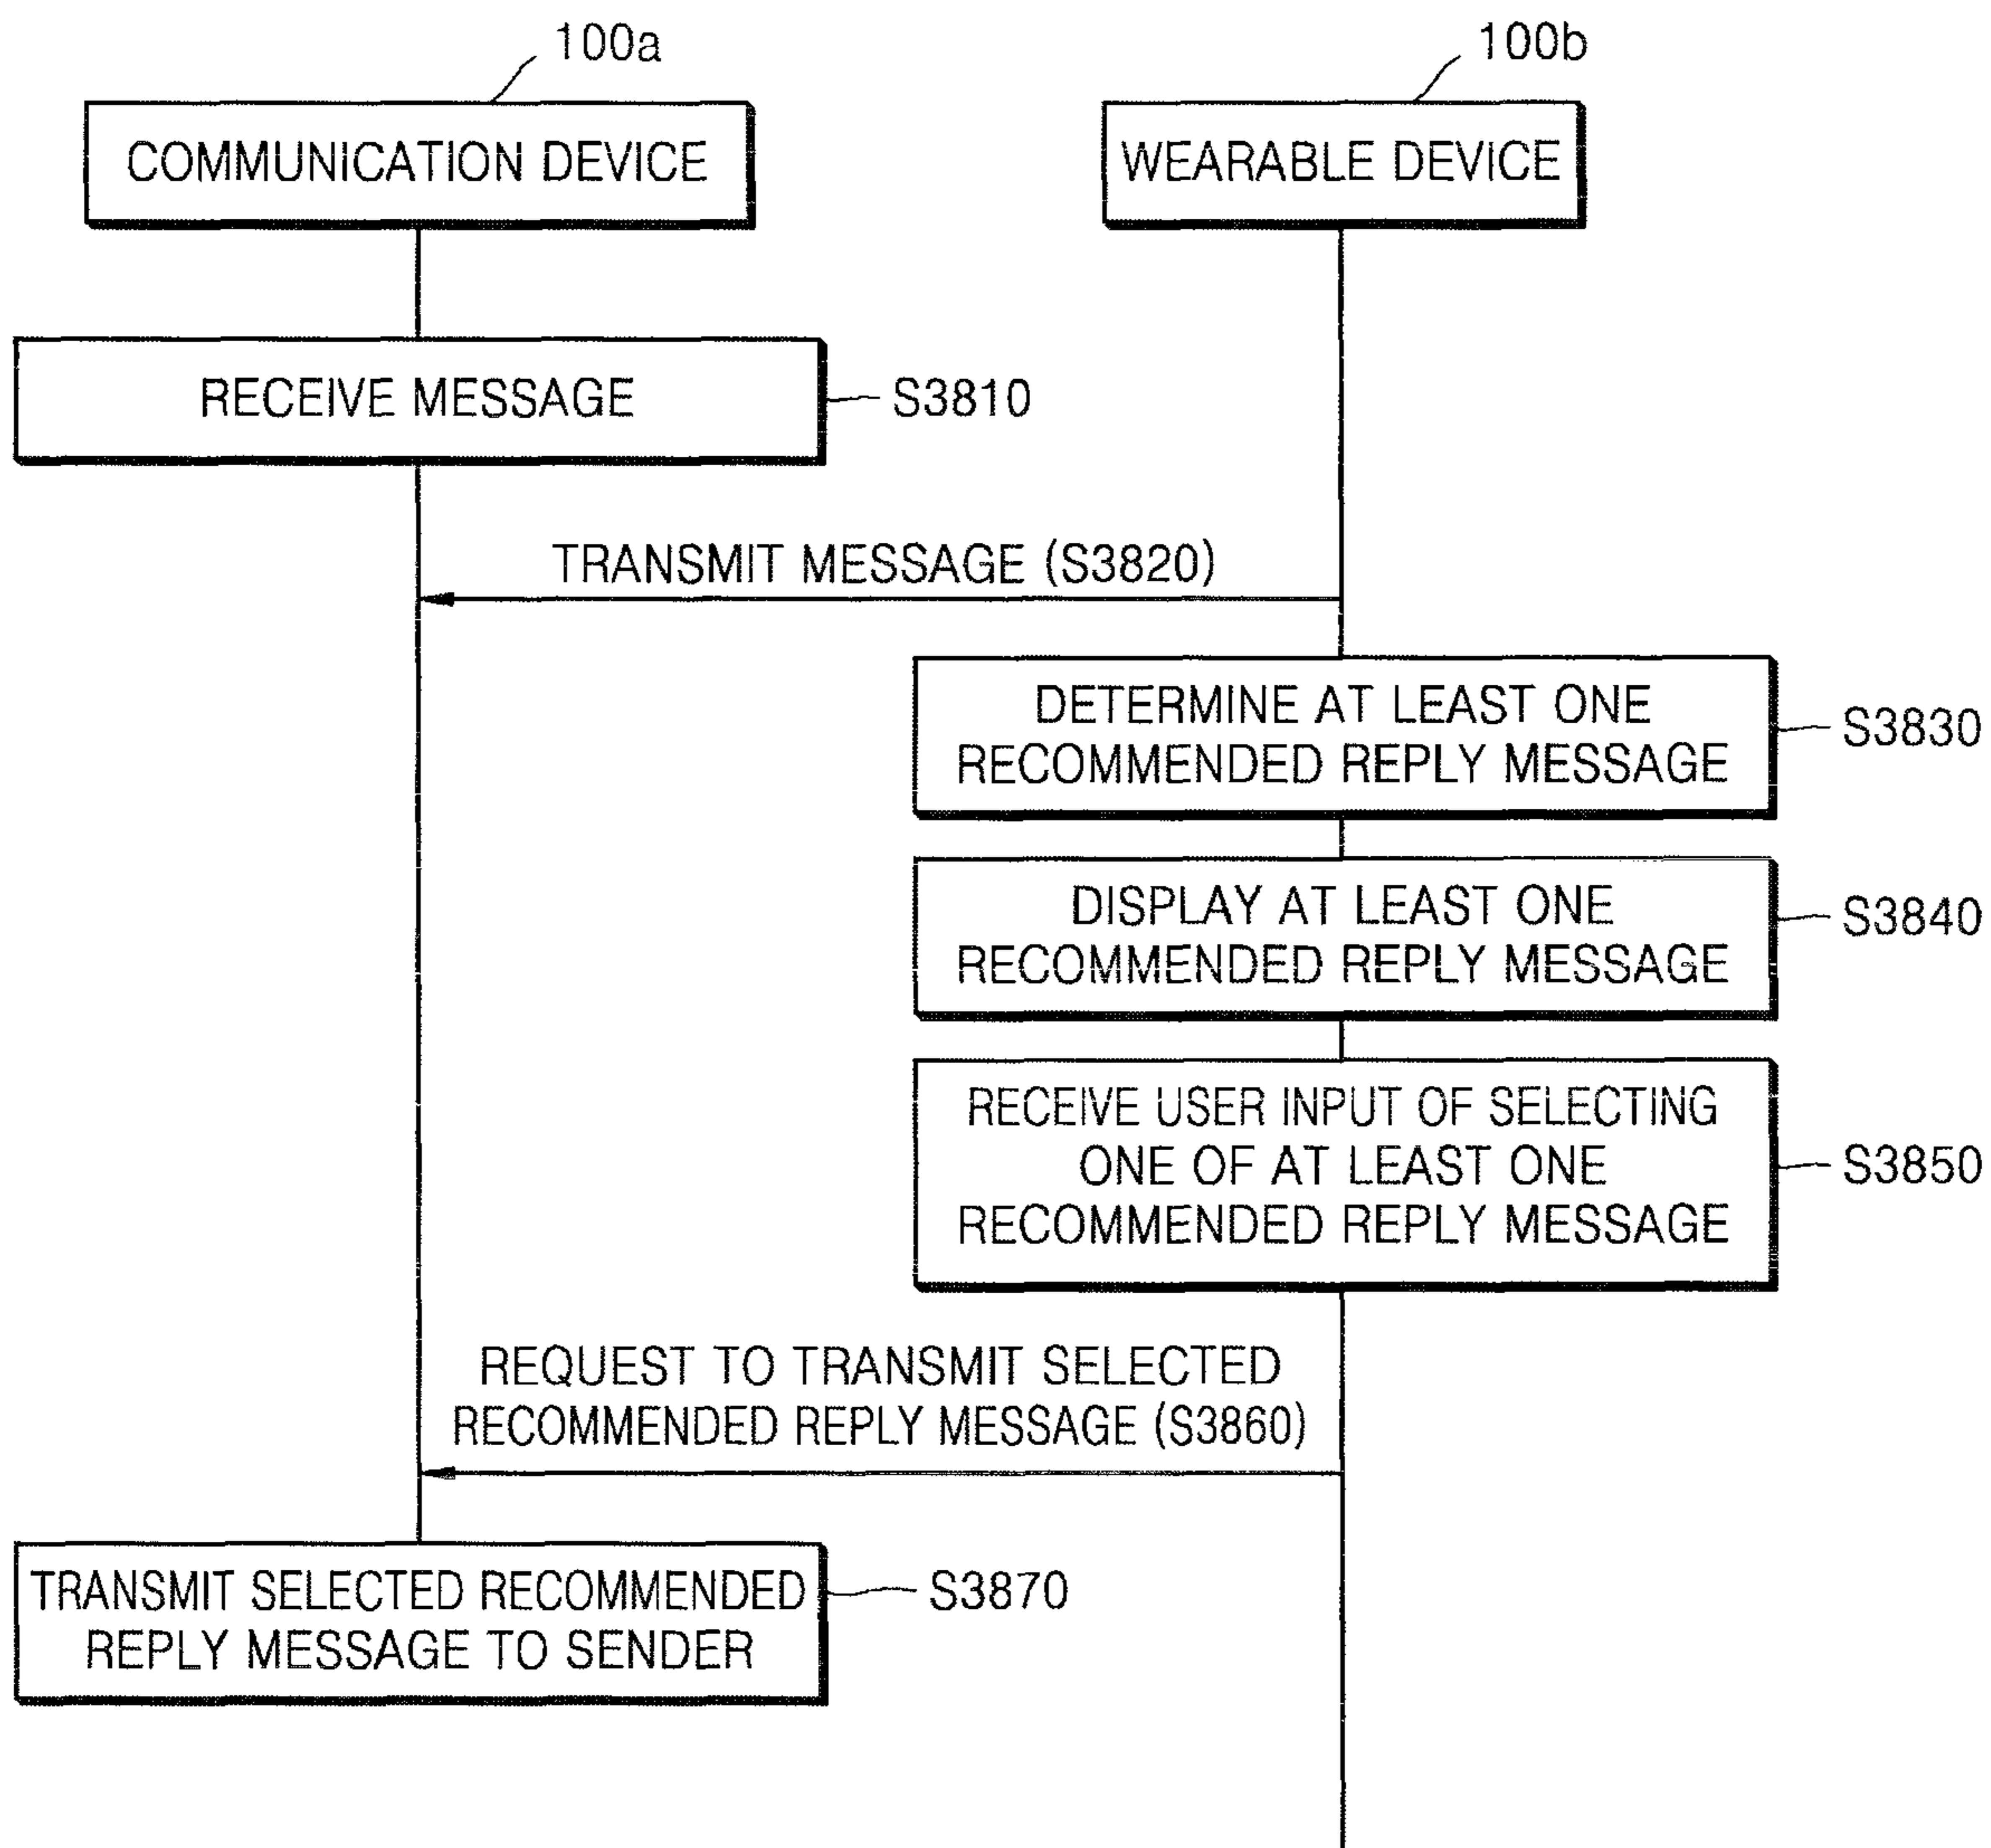 100a
100b
COMMUNICATION DEVICE
WEARABLE DEVICE
RECEIVE MESSAGE
S3810
TRANSMIT MESSAGE (S3820)
DETERMINE AT LEAST ONE
RECOMMENDED REPLY MESSAGE
S3830
DISPLAY AT LEAST ONE
RECOMMENDED REPLY MESSAGE
S3840
RECEIVE USER INPUT OF SELECTING
ONE OF AT LEAST ONE
RECOMMENDED REPLY MESSAGE
S3850
REQUEST TO TRANSMIT SELECTED
RECOMMENDED REPLY MESSAGE (S3860)
TRANSMIT SELECTED RECOMMENDED
REPLY MESSAGE TO SENDER
S3870